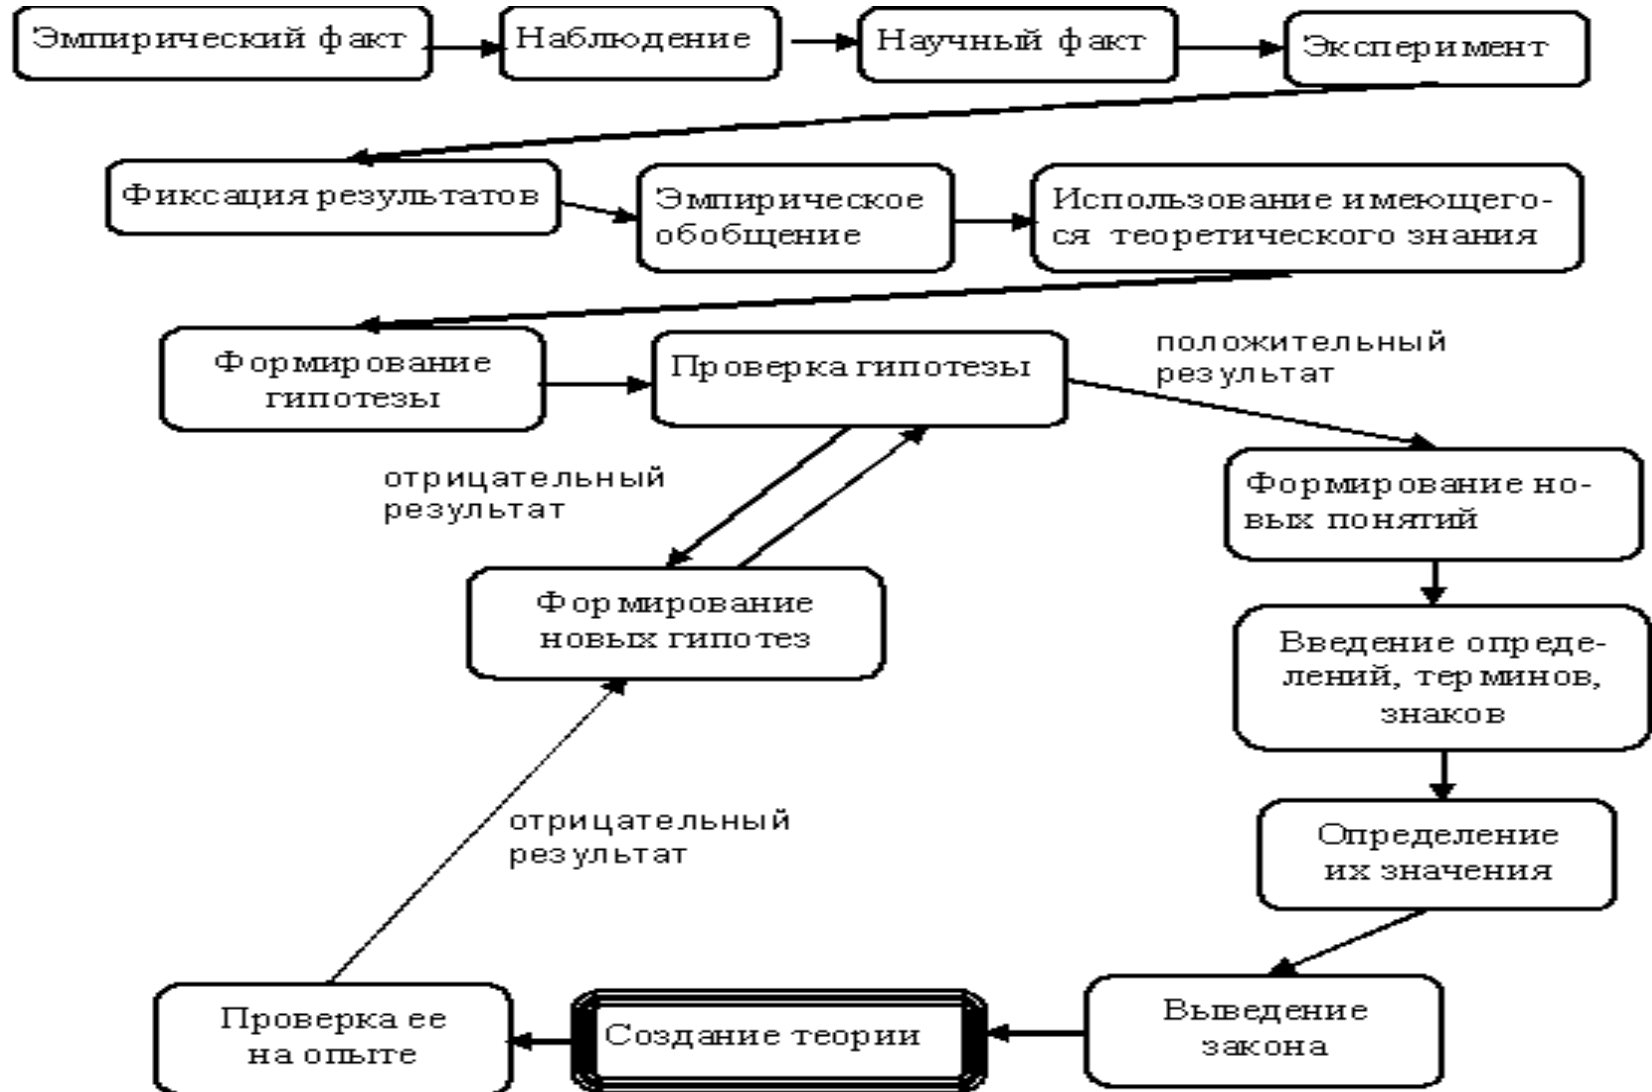 Эмпирический факт
Наблюдение
Научный факт
Эксперимент
Фиксация результатов
Эмпирическое
обобщение
Использование имеющего-
ся теоретического знания
Формирование
гипотезы
Проверка гипотезы
положительный
результат
отрицательный
результат
Формирование но-
вых понятий
Формирование
новых гипотез
Введение опреде-
лений, терминов,
знаков
отрицательный
результат
Определение
их значения
Проверка ее
на опыте
Создание теории
Выведение
закона